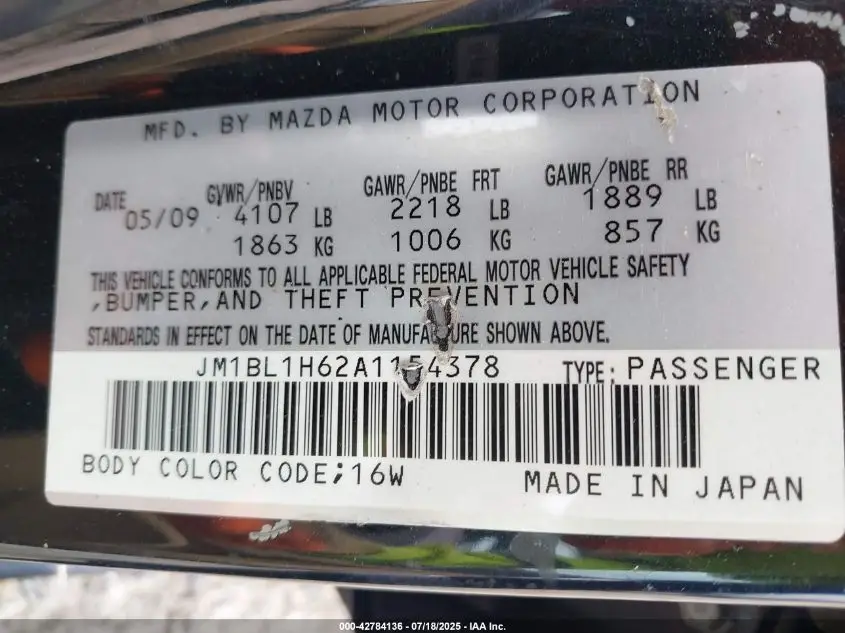 MFD. BY MAZDA MOTOR CORPORATION
DATE GVWR/PNBV GAWR/PNBE FRT GAWR/PNBE RR
05/09 4107 LB 2218 LB 1889 LB
1863 KG 1006 KG 857 KG
THIS VEHICLE CONFORMS TO ALL APPLICABLE FEDERAL MOTOR VEHICLE SAFETY
,BUMPER,AND THEFT PREVENTION
STANDARDS IN EFFECT ON THE DATE OF MANUFACTURE SHOWN ABOVE.
JM1BL1H62A1154378 TYPE: PASSENGER
BODY COLOR CODE;16W
MADE IN JAPAN
000-42784136 - 07/18/2025 - IAA Inc.